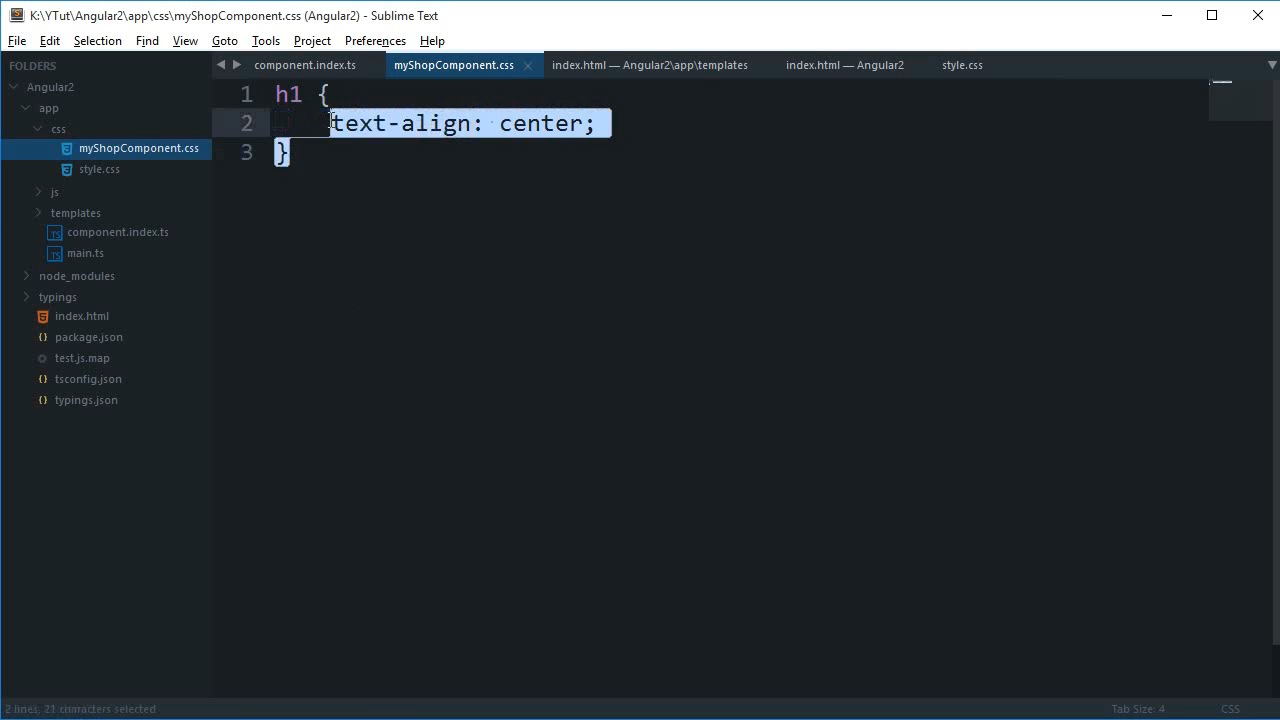 K:\YTut\Angular2\app\css\myShopComponent.css (Angular2) - Sublime Text
File Edit Selection Find View Goto Tools Project Preferences Help
FOLDERS
Angular2
app
css
myShopComponent.css
style.css
js
templates
component.index.ts
main.ts
node_modules
typings
index.html
package.json
test.js.map
tsconfig.json
typings.json
component.index.ts myShopComponent.css index.html — Angular2\app\templates index.html — Angular2 style.css
1 h1 {
2 text-align: center;
3 }
2 lines, 21 characters selected
Tab Size: 4 CSS